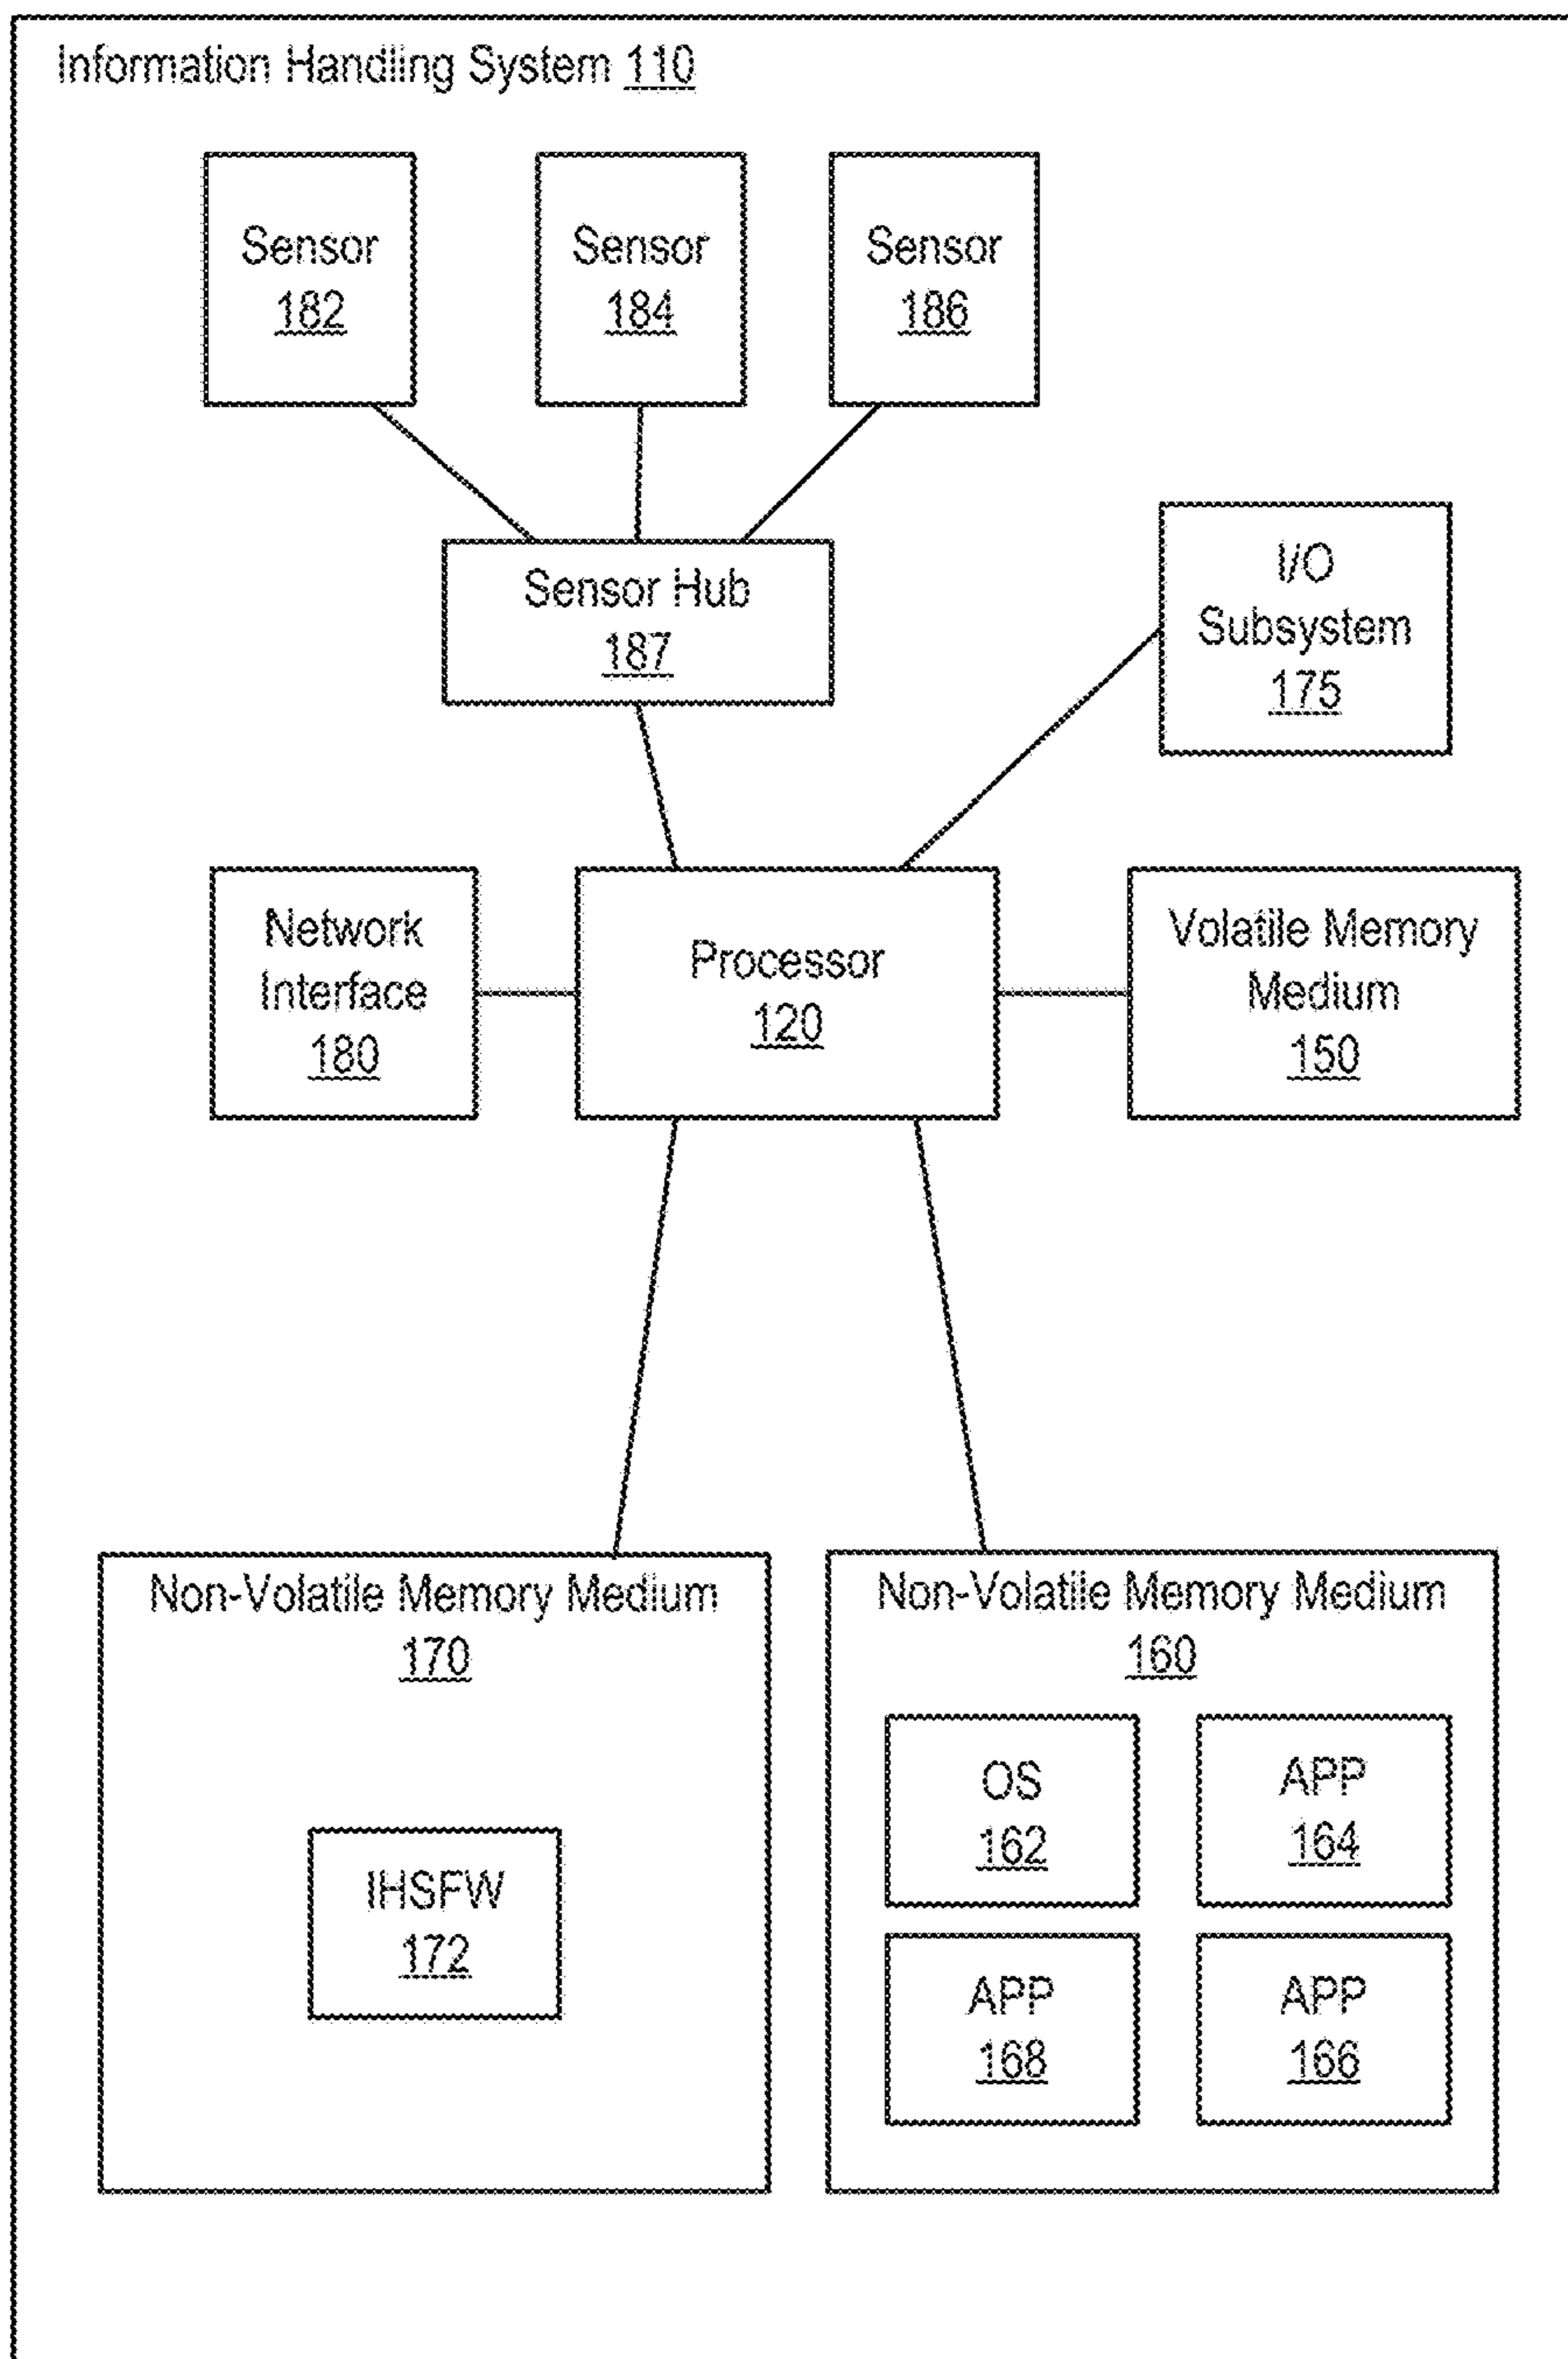 Information Handling System 110
Sensor
182
Sensor
184
Sensor
186
Sensor Hub
187
I/O
Subsystem
175
Network
Interface
180
Processor
120
Volatile Memory
Medium
150
Non-Volatile Memory Medium
170
IHSFW
172
Non-Volatile Memory Medium
160
OS
162
APP
164
APP
168
APP
166